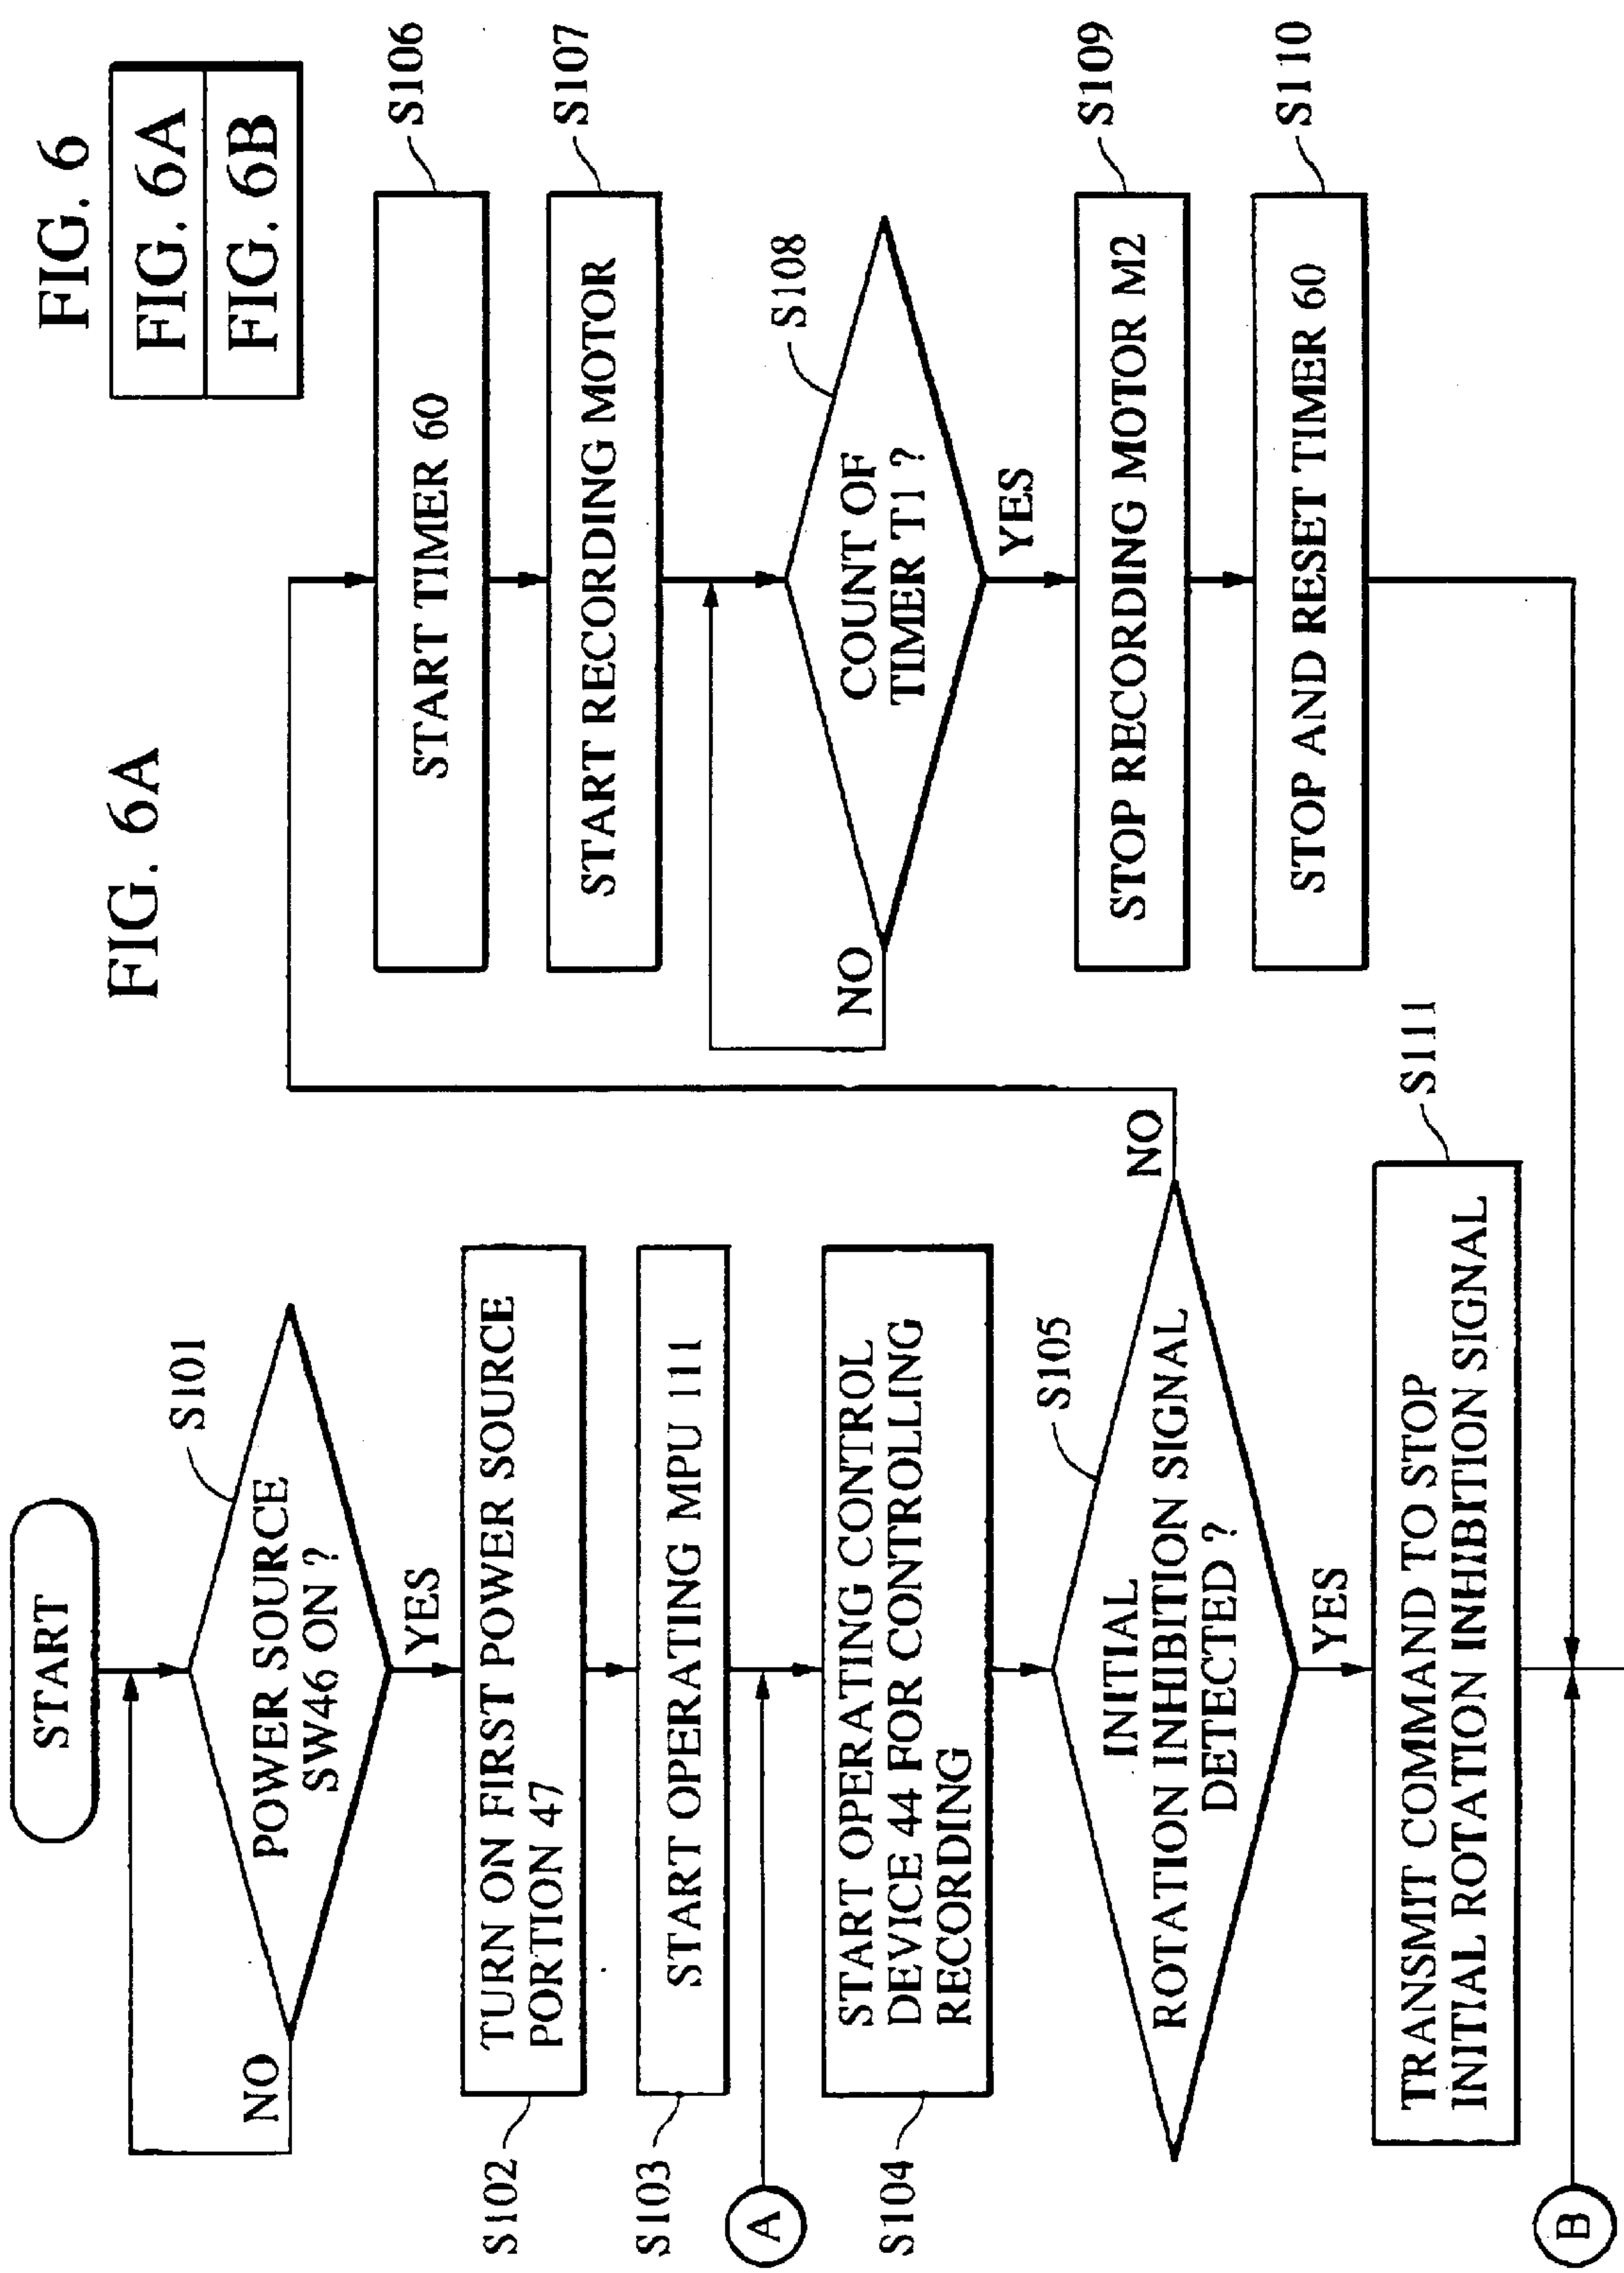 FIG. 6
FIG. 6A
FIG. 6B
FIG. 6A
START
POWER SOURCE
SW46 ON ?
S101
NO
YES
TURN ON FIRST POWER SOURCE
PORTION 47
S102
START OPERATING MPU 111
S103
A
START OPERATING CONTROL
DEVICE 44 FOR CONTROLLING
RECORDING
S104
INITIAL
ROTATION INHIBITION SIGNAL
DETECTED ?
S105
NO
YES
TRANSMIT COMMAND TO STOP
INITIAL ROTATION INHIBITION SIGNAL
S111
B
START TIMER 60
S106
START RECORDING MOTOR
S107
COUNT OF
TIMER T1 ?
S108
NO
YES
STOP RECORDING MOTOR M2
S109
STOP AND RESET TIMER 60
S110